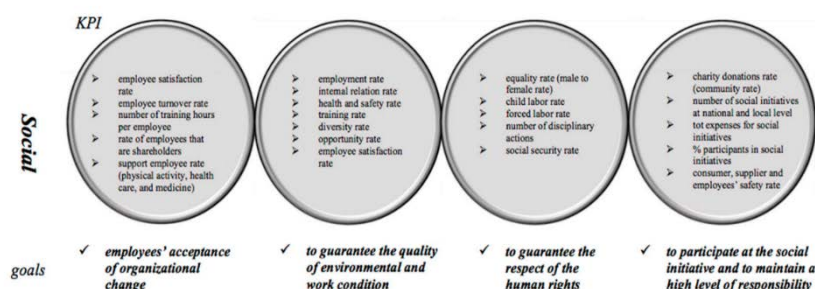 KPI
Social
employee satisfaction
rate
employee turnover rate
number of training hours
per employee
rate of employees that
are shareholders
support employee rate
(physical activity, health
care, and medicine)
employment rate
internal relation rate
health and safety rate
training rate
diversity rate
opportunity rate
employee satisfaction
rate
equality rate (male to
female rate)
child labor rate
forced labor rate
number of disciplinary
actions
social security rate
charity donations rate
(community rate)
number of social initiatives
at national and local level
tot expenses for social
initiatives
% participants in social
initiatives
consumer, supplier and
employees' safety rate
goals
employees' acceptance
of organizational
change
to guarantee the quality
of environmental and
work condition
to guarantee the
respect of the
human rights
to participate at the social
initiative and to maintain a
high level of responsibility